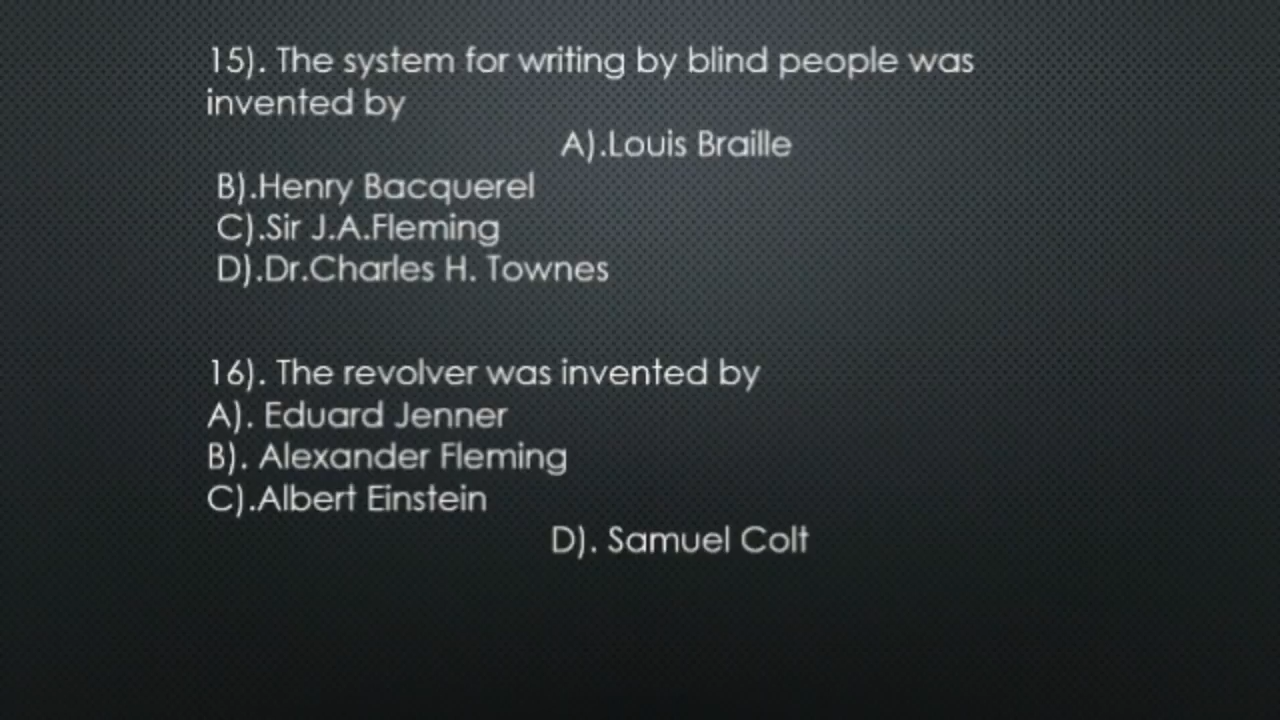 15). The system for writing by blind people was
invented by
A).Louis Braille
B).Henry Bacquerel
C).Sir J.A.Fleming
D).Dr.Charles H. Townes
16). The revolver was invented by
A). Eduard Jenner
B). Alexander Fleming
C).Albert Einstein
D). Samuel Colt